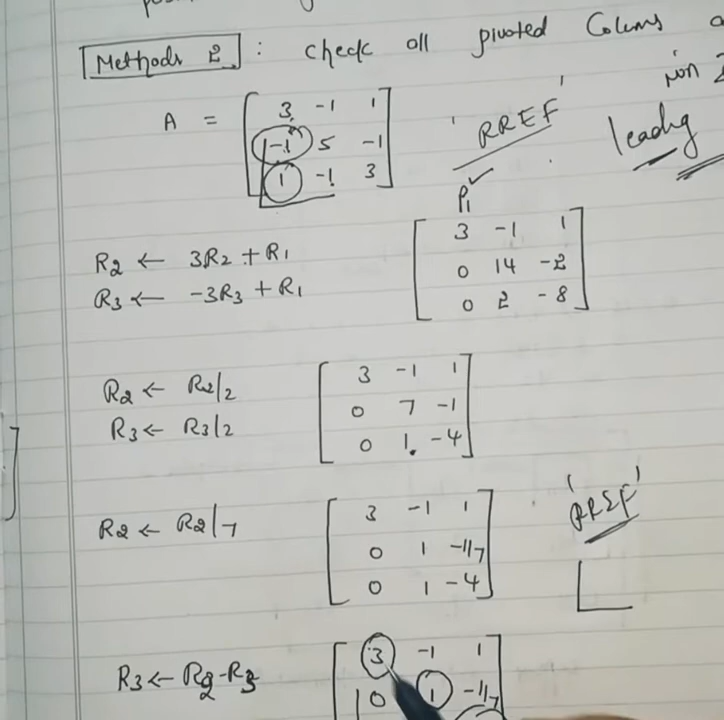 Methods 2 : check all pivoted Colums
non
A = [ 3 -1 1
-1 5 -1
1 -1 3 ]
'RREF'
leadig
P1 ✓
R2 ← 3R2 + R1
R3 ← -3R3 + R1
[ 3 -1 1
0 14 -2
0 2 -8 ]
R2 ← R2/2
R3 ← R3/2
[ 3 -1 1
0 7 -1
0 1 -4 ]
R2 ← R2/7
[ 3 -1 1
0 1 -1/7
0 1 -4 ]
'RREF'
R3 ← R2-R3
[ 3 -1 1
0 1 -1/7